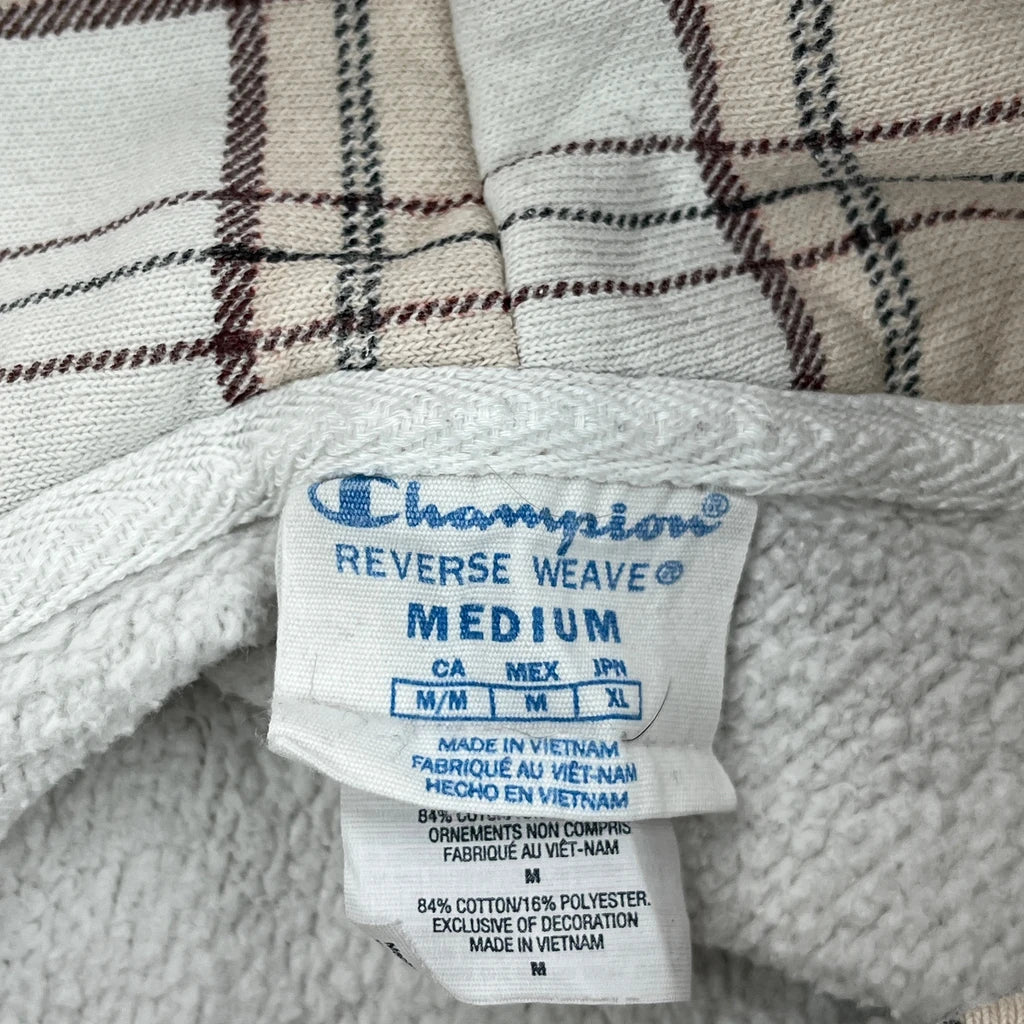 Champion®
REVERSE WEAVE®
MEDIUM
CA MEX JPN
M/M M XL
MADE IN VIETNAM
FABRIQUÉ AU VIÊT-NAM
HECHO EN VIETNAM
84%
ORNEMENTS NON COMPRIS
FABRIQUÉ AU VIÊT-NAM
M
84% COTTON/16% POLYESTER.
EXCLUSIVE OF DECORATION
MADE IN VIETNAM
M